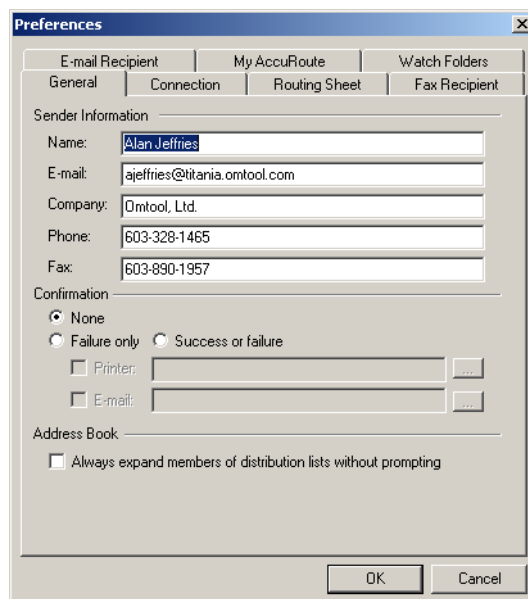 Preferences
E-mail Recipient My AccuRoute Watch Folders
General Connection Routing Sheet Fax Recipient
Sender Information
Name: Alan Jeffries
E-mail: ajeffries@titania.omtool.com
Company: Omtool, Ltd.
Phone: 603-328-1465
Fax: 603-890-1957
Confirmation
None
Failure only Success or failure
Printer: ...
E-mail: ...
Address Book
Always expand members of distribution lists without prompting
OK Cancel